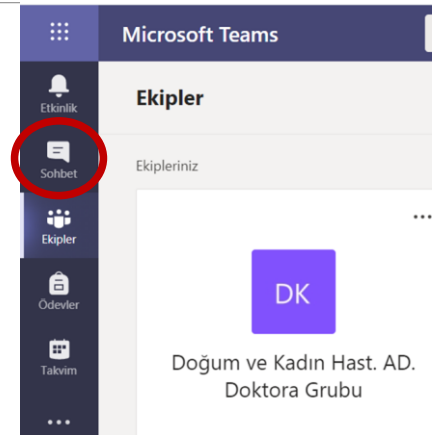 Microsoft Teams
Etkinlik
Sohbet
Ekipler
Ödevler
Takvim
Ekipler
Ekipleriniz
DK
Doğum ve Kadın Hast. AD.
Doktora Grubu